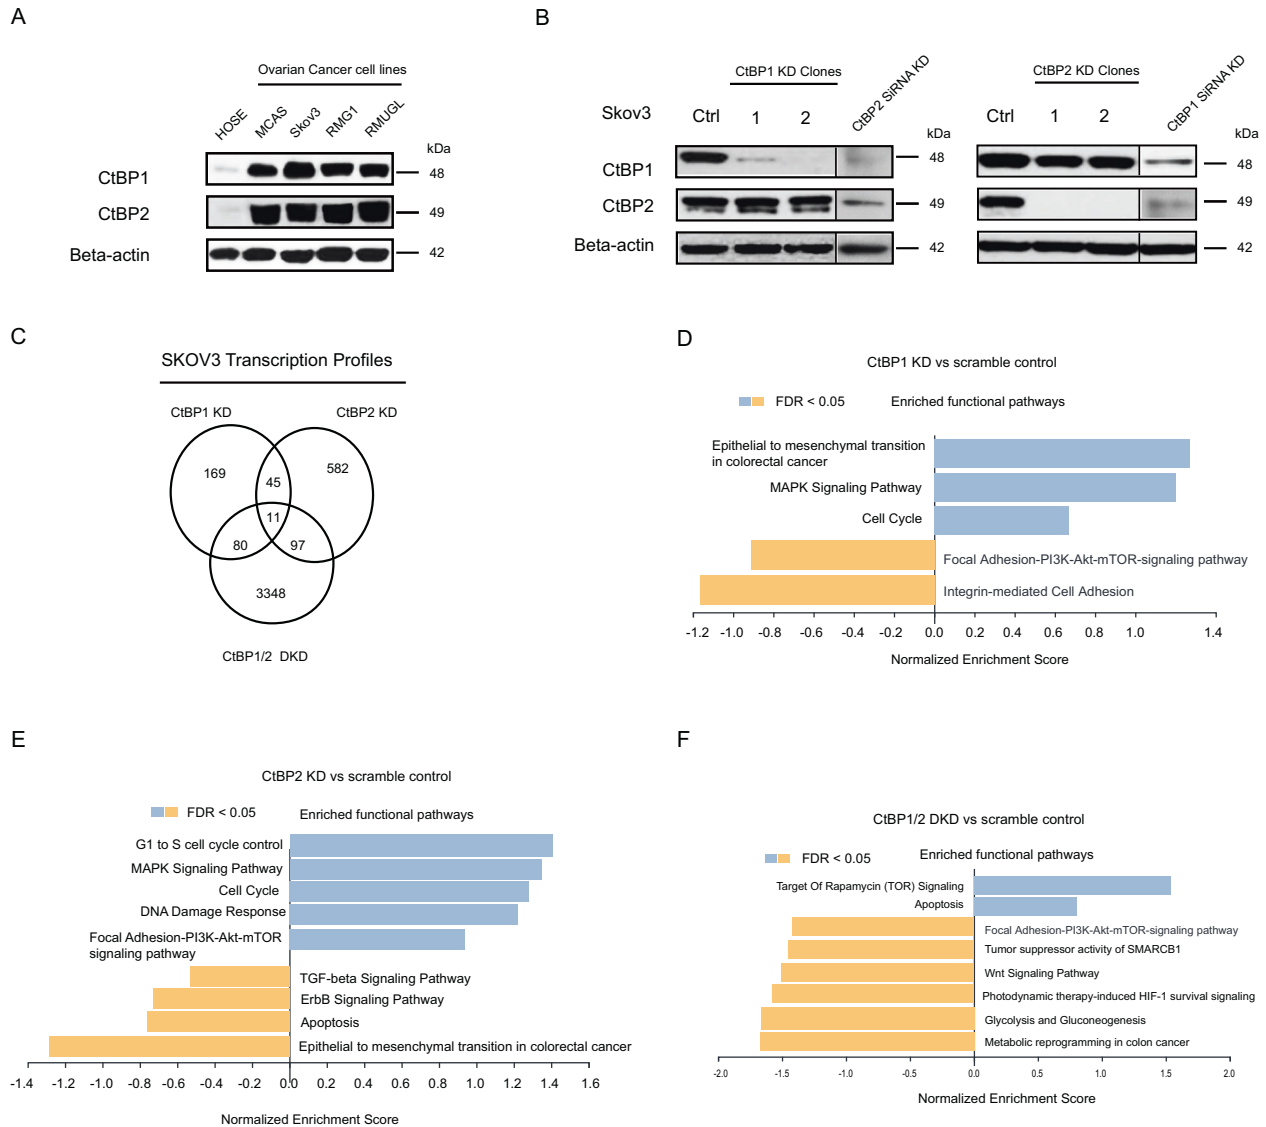 A
Ovarian Cancer cell lines
HOSE MCAS Skov3 RMG1 RMUGL
kDa
CtBP1 48
CtBP2 49
Beta-actin 42
B
CtBP1 KD Clones CtBP2 SiRNA KD
CtBP2 KD Clones CtBP1 SiRNA KD
Skov3 Ctrl 1 2 kDa
Ctrl 1 2 kDa
CtBP1 48 48
CtBP2 49 49
Beta-actin 42 42
C
SKOV3 Transcription Profiles
CtBP1 KD
CtBP2 KD
169 45 582
11
80 97
3348
CtBP1/2 DKD
D
CtBP1 KD vs scramble control
FDR < 0.05 Enriched functional pathways
Epithelial to mesenchymal transition
in colorectal cancer
MAPK Signaling Pathway
Cell Cycle
Focal Adhesion-PI3K-Akt-mTOR-signaling pathway
Integrin-mediated Cell Adhesion
-1.2 -1.0 -0.8 -0.6 -0.4 -0.2 0.0 0.2 0.4 0.6 0.8 1.0 1.4
Normalized Enrichment Score
E
CtBP2 KD vs scramble control
FDR < 0.05 Enriched functional pathways
G1 to S cell cycle control
MAPK Signaling Pathway
Cell Cycle
DNA Damage Response
Focal Adhesion-PI3K-Akt-mTOR
signaling pathway
TGF-beta Signaling Pathway
ErbB Signaling Pathway
Apoptosis
Epithelial to mesenchymal transition in colorectal cancer
-1.4 -1.2 -1.0 -0.8 -0.6 -0.4 -0.2 0.0 0.2 0.4 0.6 0.8 1.0 1.2 1.4 1.6
Normalized Enrichment Score
F
CtBP1/2 DKD vs scramble control
FDR < 0.05 Enriched functional pathways
Target Of Rapamycin (TOR) Signaling
Apoptosis
Focal Adhesion-PI3K-Akt-mTOR-signaling pathway
Tumor suppressor activity of SMARCB1
Wnt Signaling Pathway
Photodynamic therapy-induced HIF-1 survival signaling
Glycolysis and Gluconeogenesis
Metabolic reprogramming in colon cancer
-2.0 -1.5 -1.0 -0.5 0.0 0.5 1.0 1.5 2.0
Normalized Enrichment Score